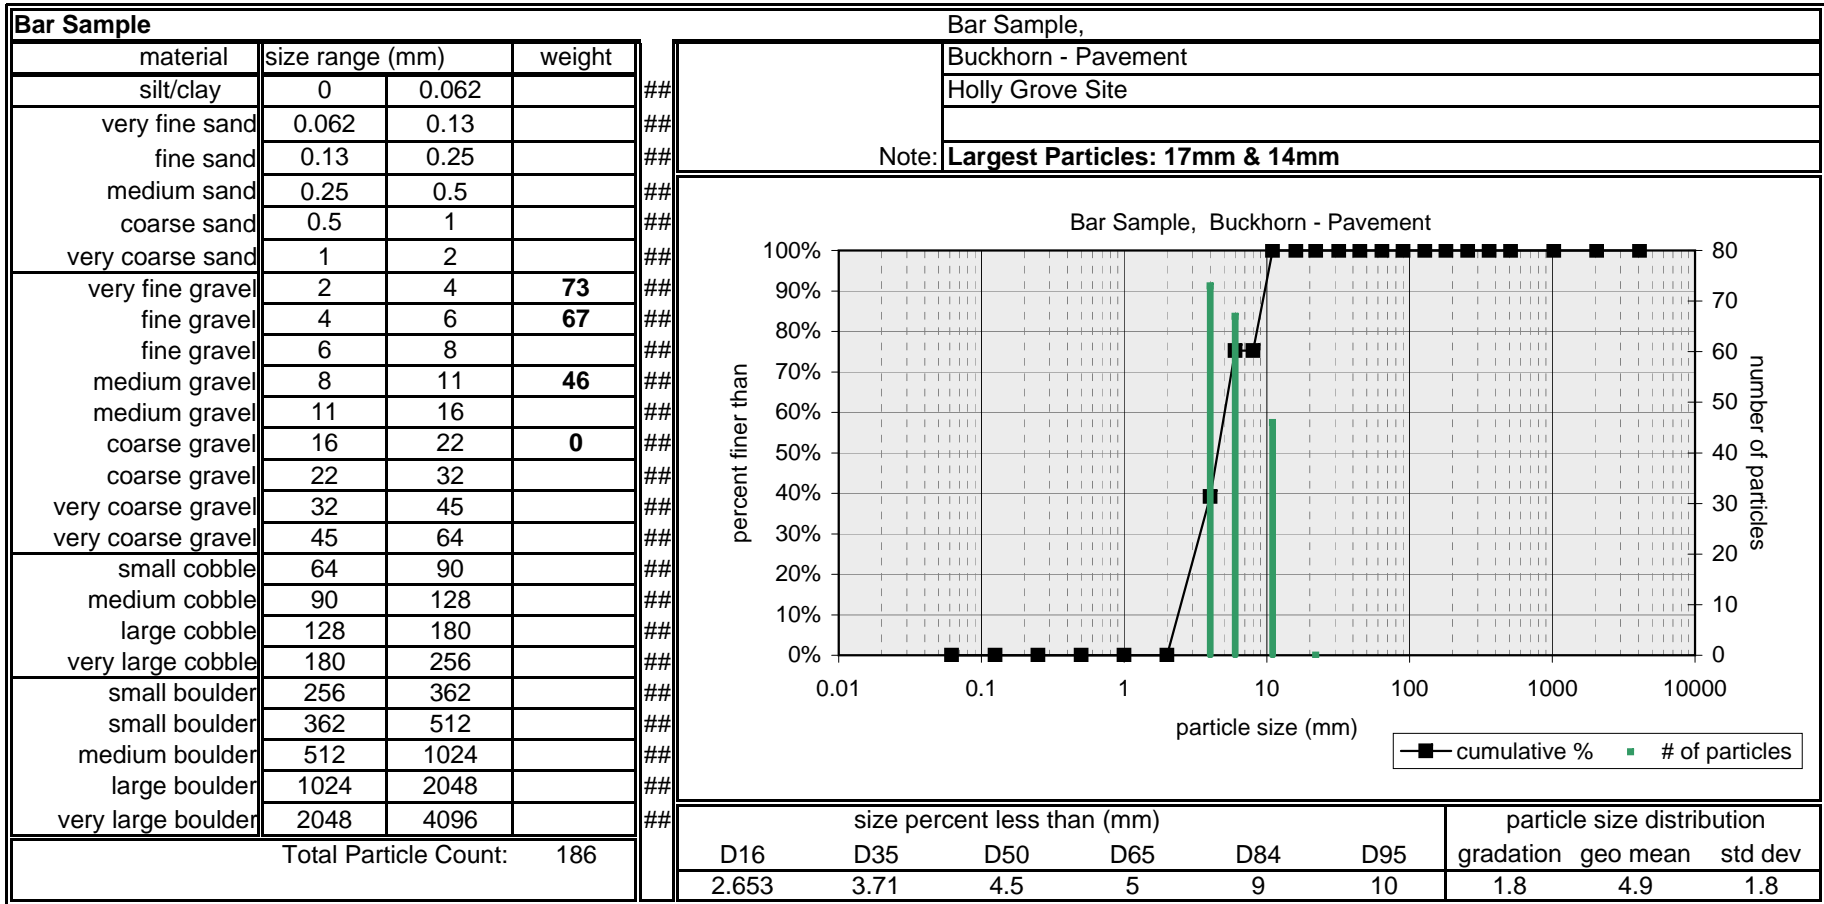 Bar Sample
Bar Sample,
material size range (mm) weight
Buckhorn - Pavement
silt/clay 0 0.062 ##
Holly Grove Site
very fine sand 0.062 0.13 ##
fine sand 0.13 0.25 ##
Note: Largest Particles: 17mm & 14mm
medium sand 0.25 0.5 ##
coarse sand 0.5 1 ##
very coarse sand 1 2 ##
very fine gravel 2 4 73 ##
fine gravel 4 6 67 ##
fine gravel 6 8 ##
medium gravel 8 11 46 ##
medium gravel 11 16 ##
coarse gravel 16 22 0 ##
coarse gravel 22 32 ##
very coarse gravel 32 45 ##
very coarse gravel 45 64 ##
small cobble 64 90 ##
medium cobble 90 128 ##
large cobble 128 180 ##
very large cobble 180 256 ##
small boulder 256 362 ##
small boulder 362 512 ##
medium boulder 512 1024 ##
large boulder 1024 2048 ##
very large boulder 2048 4096 ##
Total Particle Count: 186
Bar Sample, Buckhorn - Pavement
100% 80
90%
70
80%
60
70%
60%
50
50%
40
40%
30
30%
20
20%
10
10%
0% 0
percent finer than
number of particles
0.01 0.1 1 10 100 1000 10000
particle size (mm)
cumulative % # of particles
size percent less than (mm) particle size distribution
D16 D35 D50 D65 D84 D95 gradation geo mean std dev
2.653 3.71 4.5 5 9 10 1.8 4.9 1.8